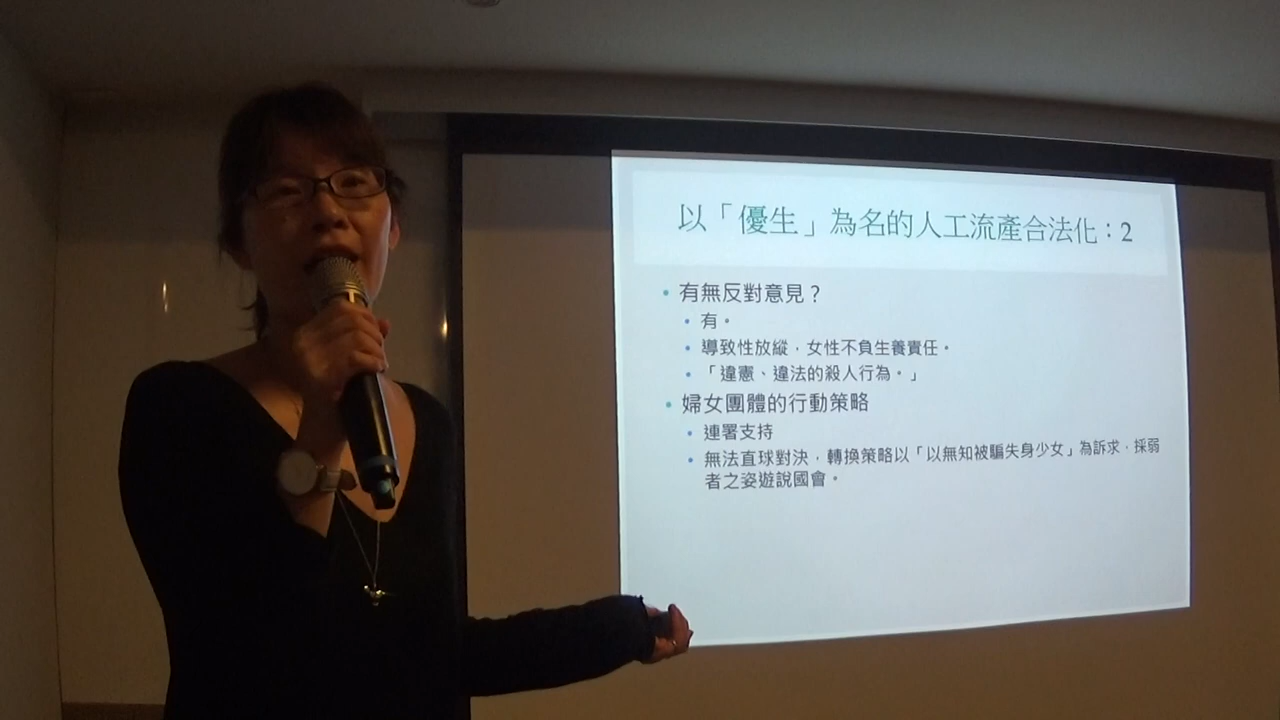 以「優生」為名的人工流產合法化：2
有無反對意見？
有。
導致性放縱，女性不負生養責任。
「違憲、違法的殺人行為。」
婦女團體的行動策略
連署支持
無法直球對決，轉換策略以「以無知被騙失身少女」為訴求，採弱
者之姿遊說國會。